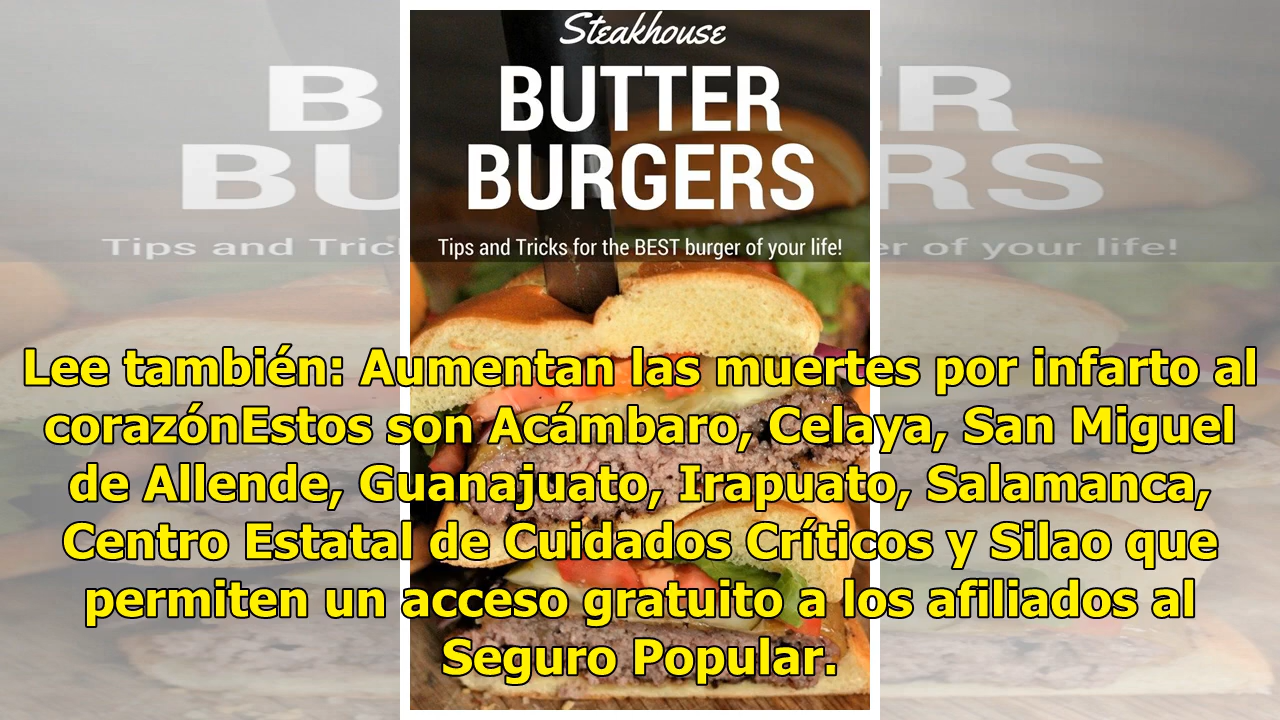 Steakhouse
BUTTER
BURGERS
Tips and Tricks for the BEST burger of your life!
Lee también: Aumentan las muertes por infarto al
corazónEstos son Acámbaro, Celaya, San Miguel
de Allende, Guanajuato, Irapuato, Salamanca,
Centro Estatal de Cuidados Críticos y Silao que
permiten un acceso gratuito a los afiliados al
Seguro Popular.